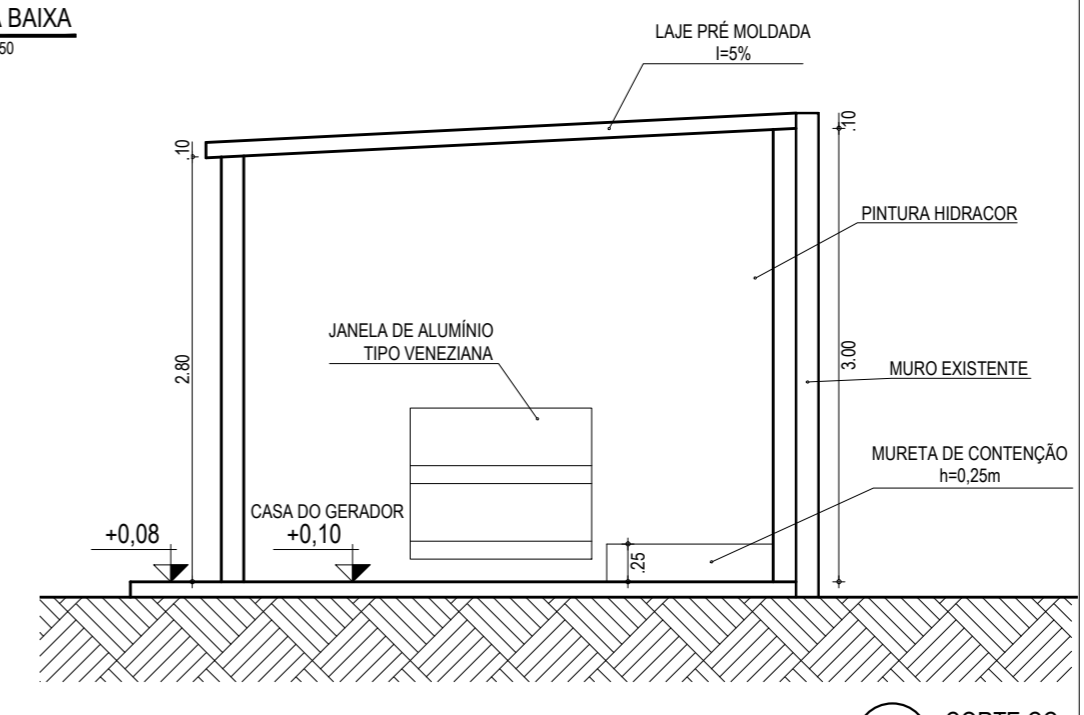 BAIXA
50
LAJE PRÉ MOLDADA
I=5%
.10
.10
PINTURA HIDRACOR
JANELA DE ALUMÍNIO
TIPO VENEZIANA
2.80
3.00
MURO EXISTENTE
MURETA DE CONTENÇÃO
h=0,25m
CASA DO GERADOR
+0,08
+0,10
.25